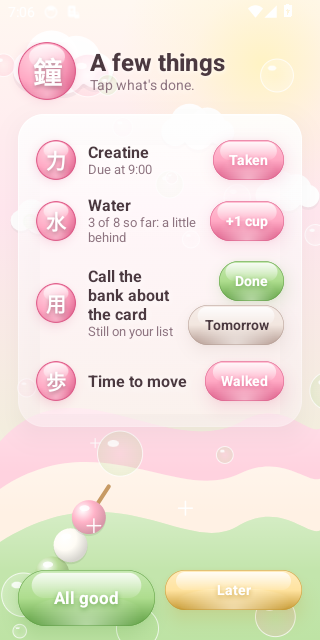 7:06
鐘
A few things
Tap what's done.
力
Creatine
Due at 9:00
Taken
水
Water
3 of 8 so far: a little
behind
+1 cup
用
Call the
bank about
the card
Still on your list
Done
Tomorrow
歩
Time to move
Walked
All good
Later